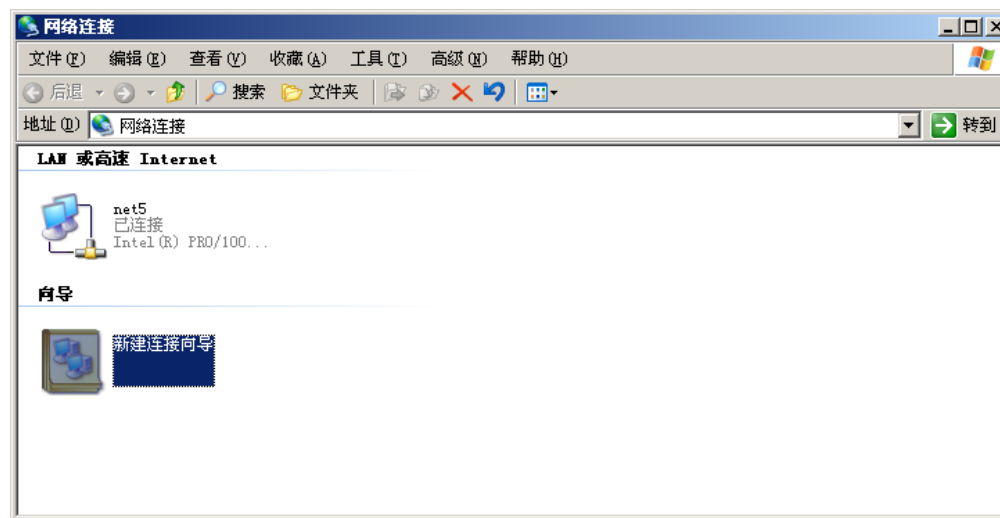 网络连接
文件(F) 编辑(E) 查看(V) 收藏(A) 工具(T) 高级(N) 帮助(H)
后退 搜索 文件夹
地址(D) 网络连接 转到
LAN 或高速 Internet
net5
已连接
Intel(R) PRO/100...
向导
新建连接向导